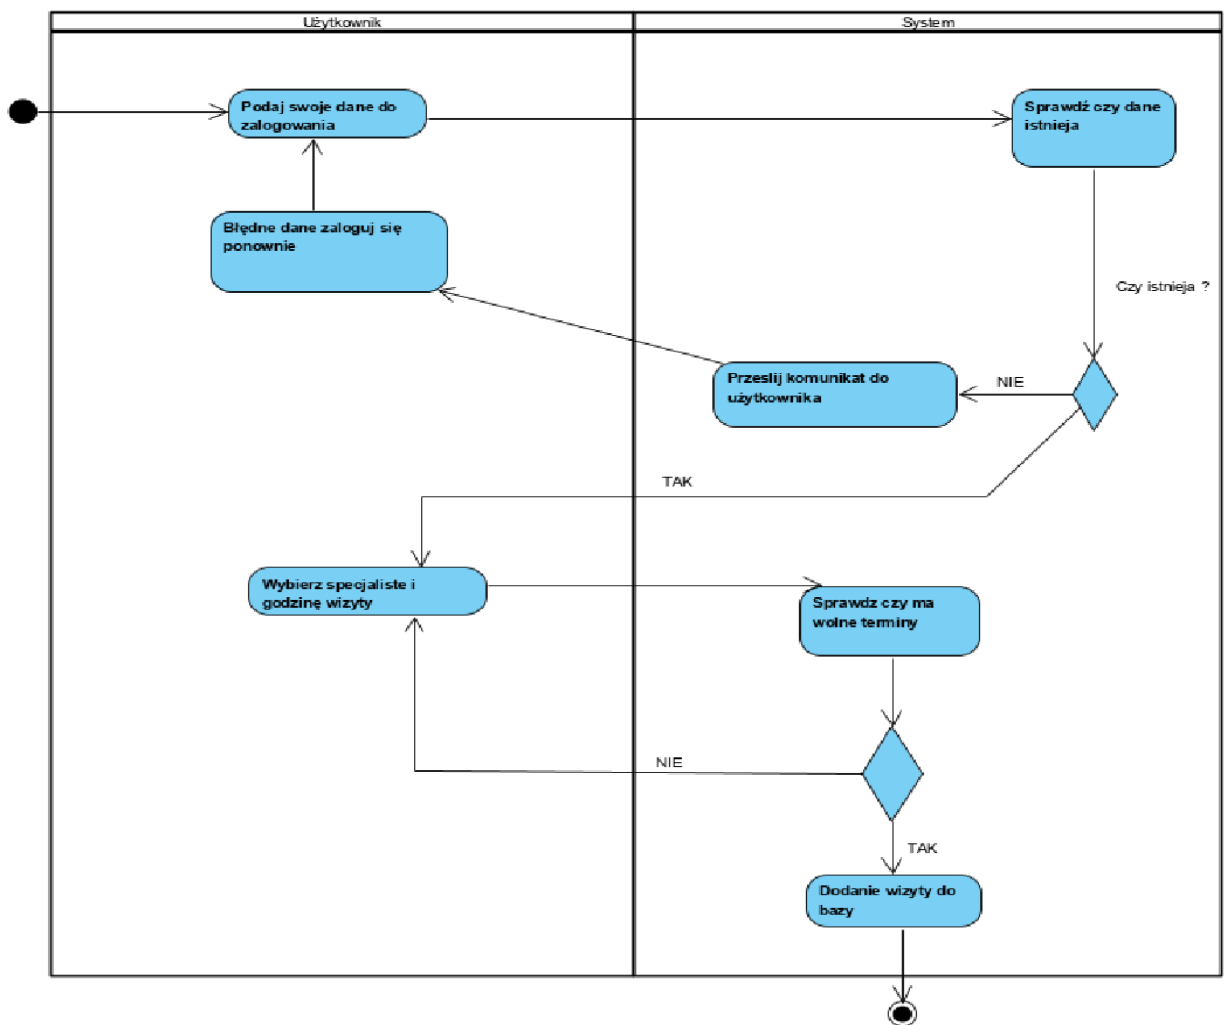 Użytkownik
System
Podaj swoje dane do
zalogowania
Sprawdź czy dane
istnieja
Błędne dane zaloguj się
ponownie
Czy istnieja ?
Przeslij komunikat do
użytkownika
NIE
TAK
Wybierz specjaliste i
godzinę wizyty
Sprawdz czy ma
wolne terminy
NIE
TAK
Dodanie wizyty do
bazy